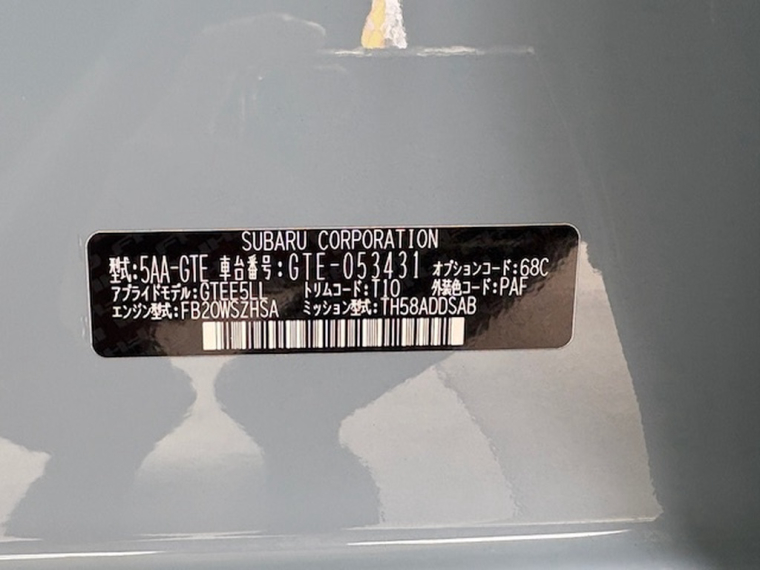 SUBARU CORPORATION
型式:5AA-GTE 車台番号:GTE-053431 オプションコード:68C
アプライドモデル:GTEE5LL トリムコード:T10 外装色コード:PAF
エンジン型式:FB20WSZHSA ミッション型式:TH58ADDSAB